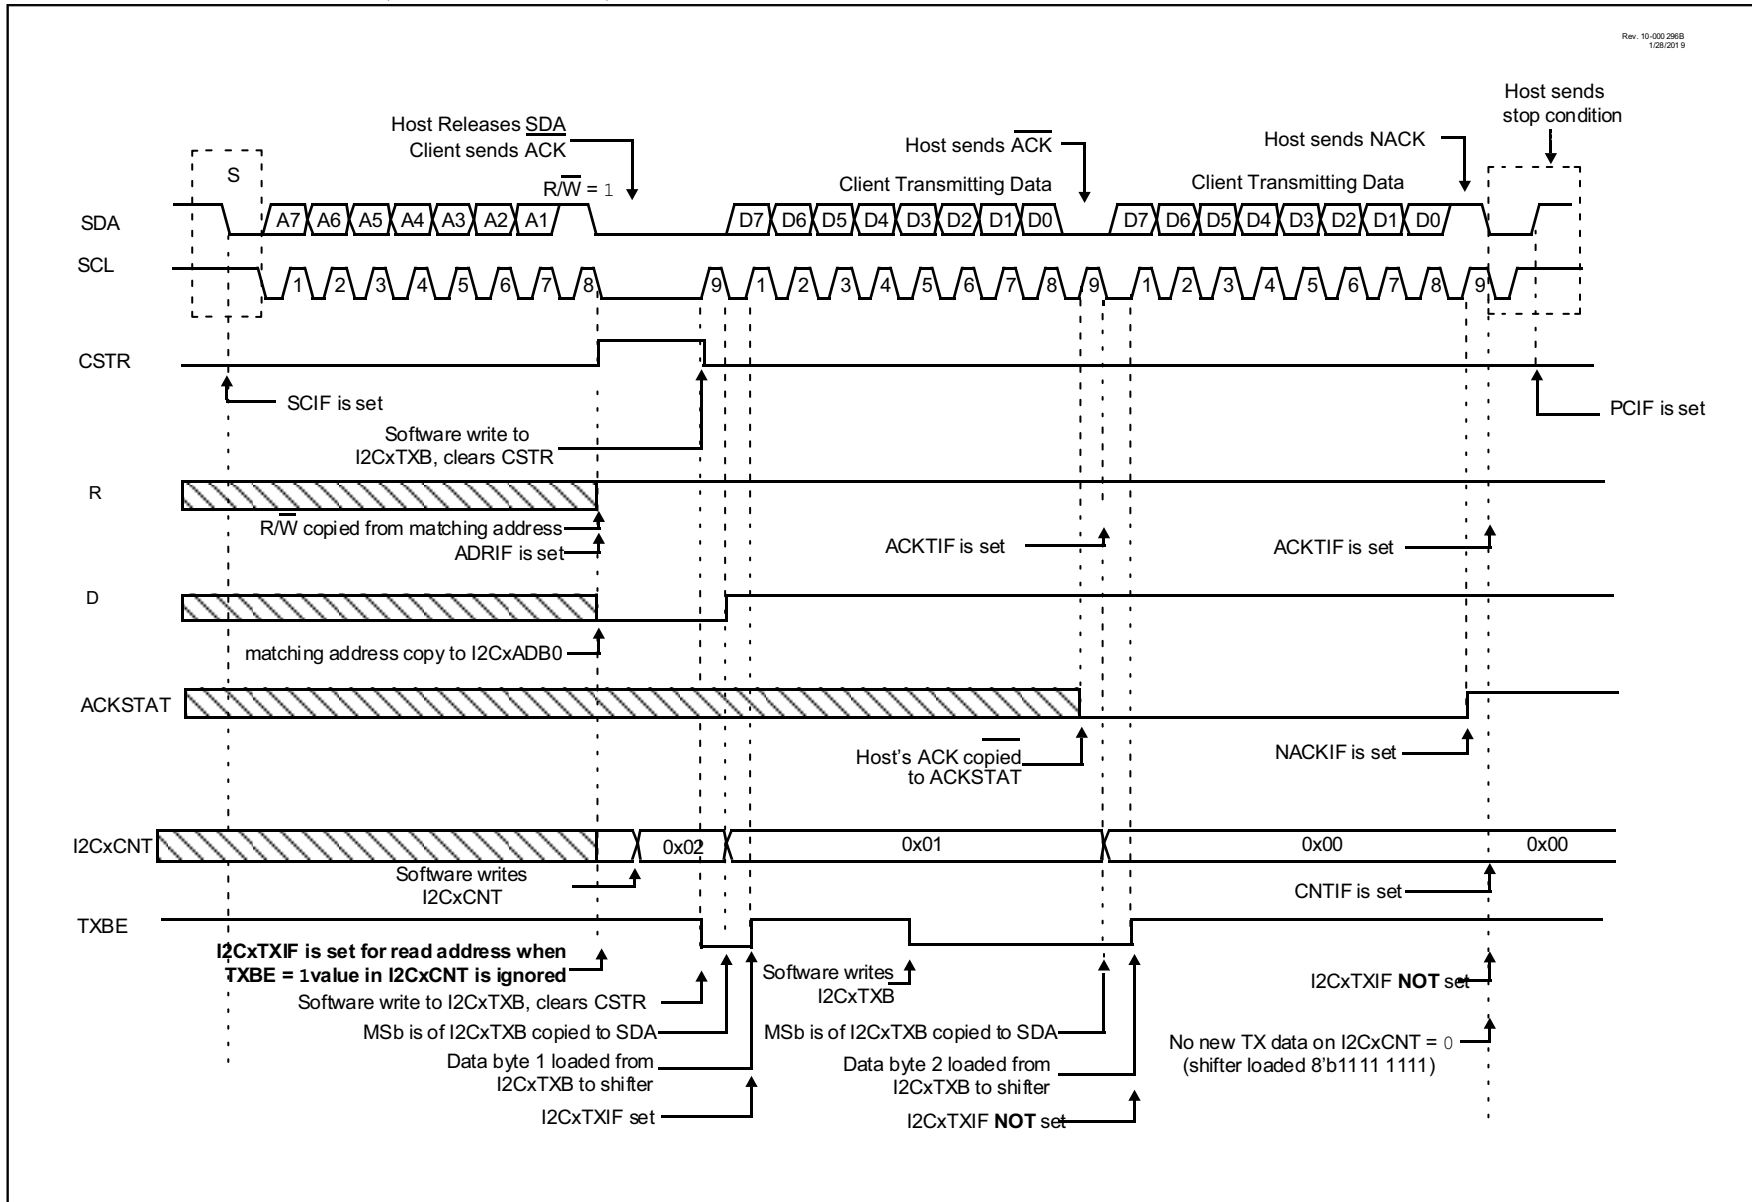 Rev. 10-000 296B
1/28/2019
Host sends
stop condition
Host Releases SDA
Client sends ACK
Host sends ACK
Host sends NACK
S
R/W = 1
Client Transmitting Data
Client Transmitting Data
SDA
A7 A6 A5 A4 A3 A2 A1
D7 D6 D5 D4 D3 D2 D1 D0
D7 D6 D5 D4 D3 D2 D1 D0
SCL
1 2 3 4 5 6 7 8 9 1 2 3 4 5 6 7 8 9 1 2 3 4 5 6 7 8 9
CSTR
SCIF is set
PCIF is set
Software write to
I2CxTXB, clears CSTR
R
R/W copied from matching address
ADRIF is set
ACKTIF is set
ACKTIF is set
D
matching address copy to I2CxADB0
ACKSTAT
Host's ACK copied
to ACKSTAT
NACKIF is set
I2CxCNT
0x02
0x01
0x00
0x00
Software writes
I2CxCNT
CNTIF is set
TXBE
I2CxTXIF is set for read address when
TXBE = 1 value in I2CxCNT is ignored
Software writes
I2CxTXB
I2CxTXIF NOT set
Software write to I2CxTXB, clears CSTR
MSb is of I2CxTXB copied to SDA
MSb is of I2CxTXB copied to SDA
No new TX data on I2CxCNT = 0
(shifter loaded 8'b1111 1111)
Data byte 1 loaded from
I2CxTXB to shifter
Data byte 2 loaded from
I2CxTXB to shifter
I2CxTXIF set
I2CxTXIF NOT set